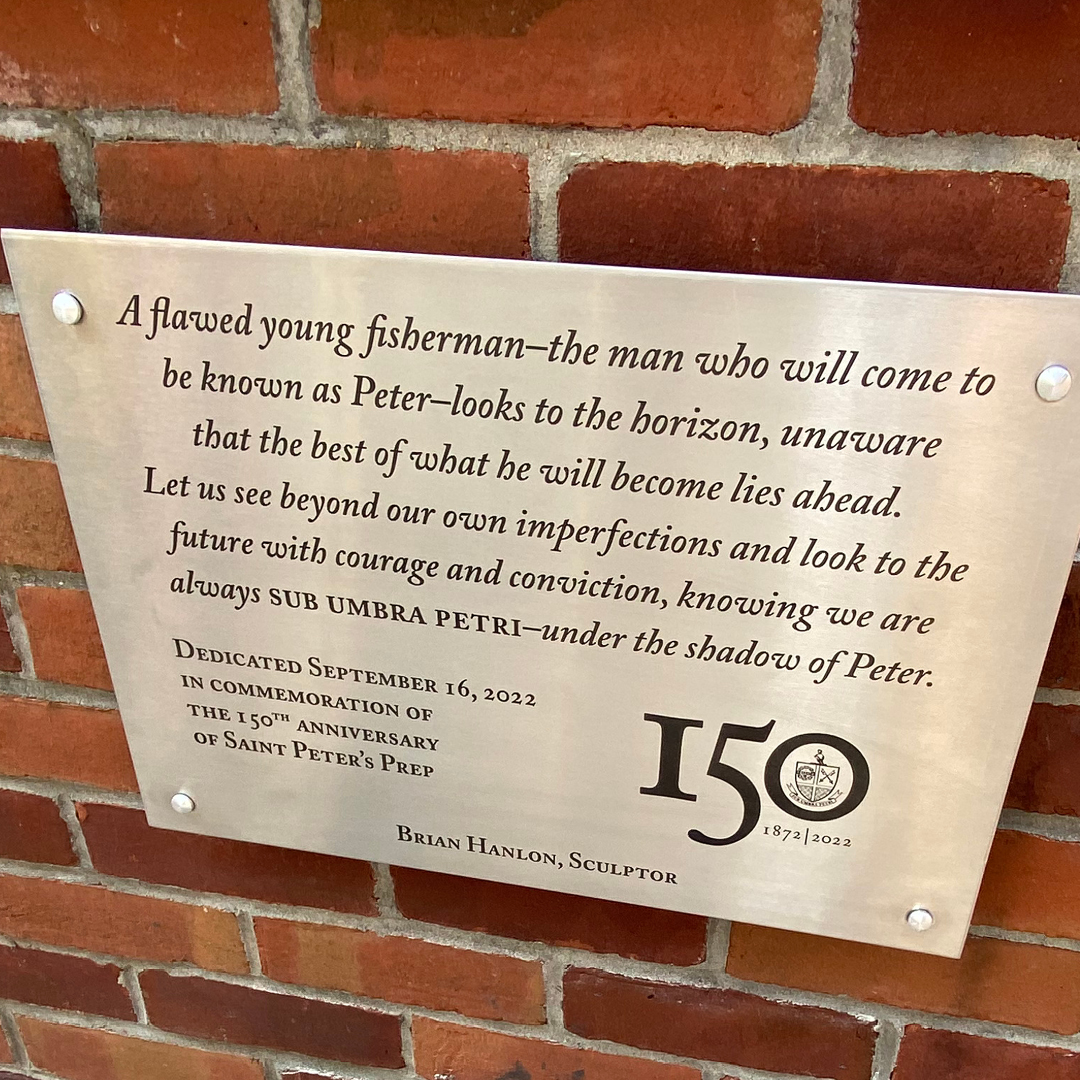 A flawed young fisherman—the man who will come to
be known as Peter—looks to the horizon, unaware
that the best of what he will become lies ahead.
Let us see beyond our own imperfections and look to the
future with courage and conviction, knowing we are
always SUB UMBRA PETRI—under the shadow of Peter.
DEDICATED SEPTEMBER 16, 2022
IN COMMEMORATION OF
THE 150TH ANNIVERSARY
OF SAINT PETER'S PREP
150
SUB UMBRA PETRI
1872|2022
BRIAN HANLON, SCULPTOR